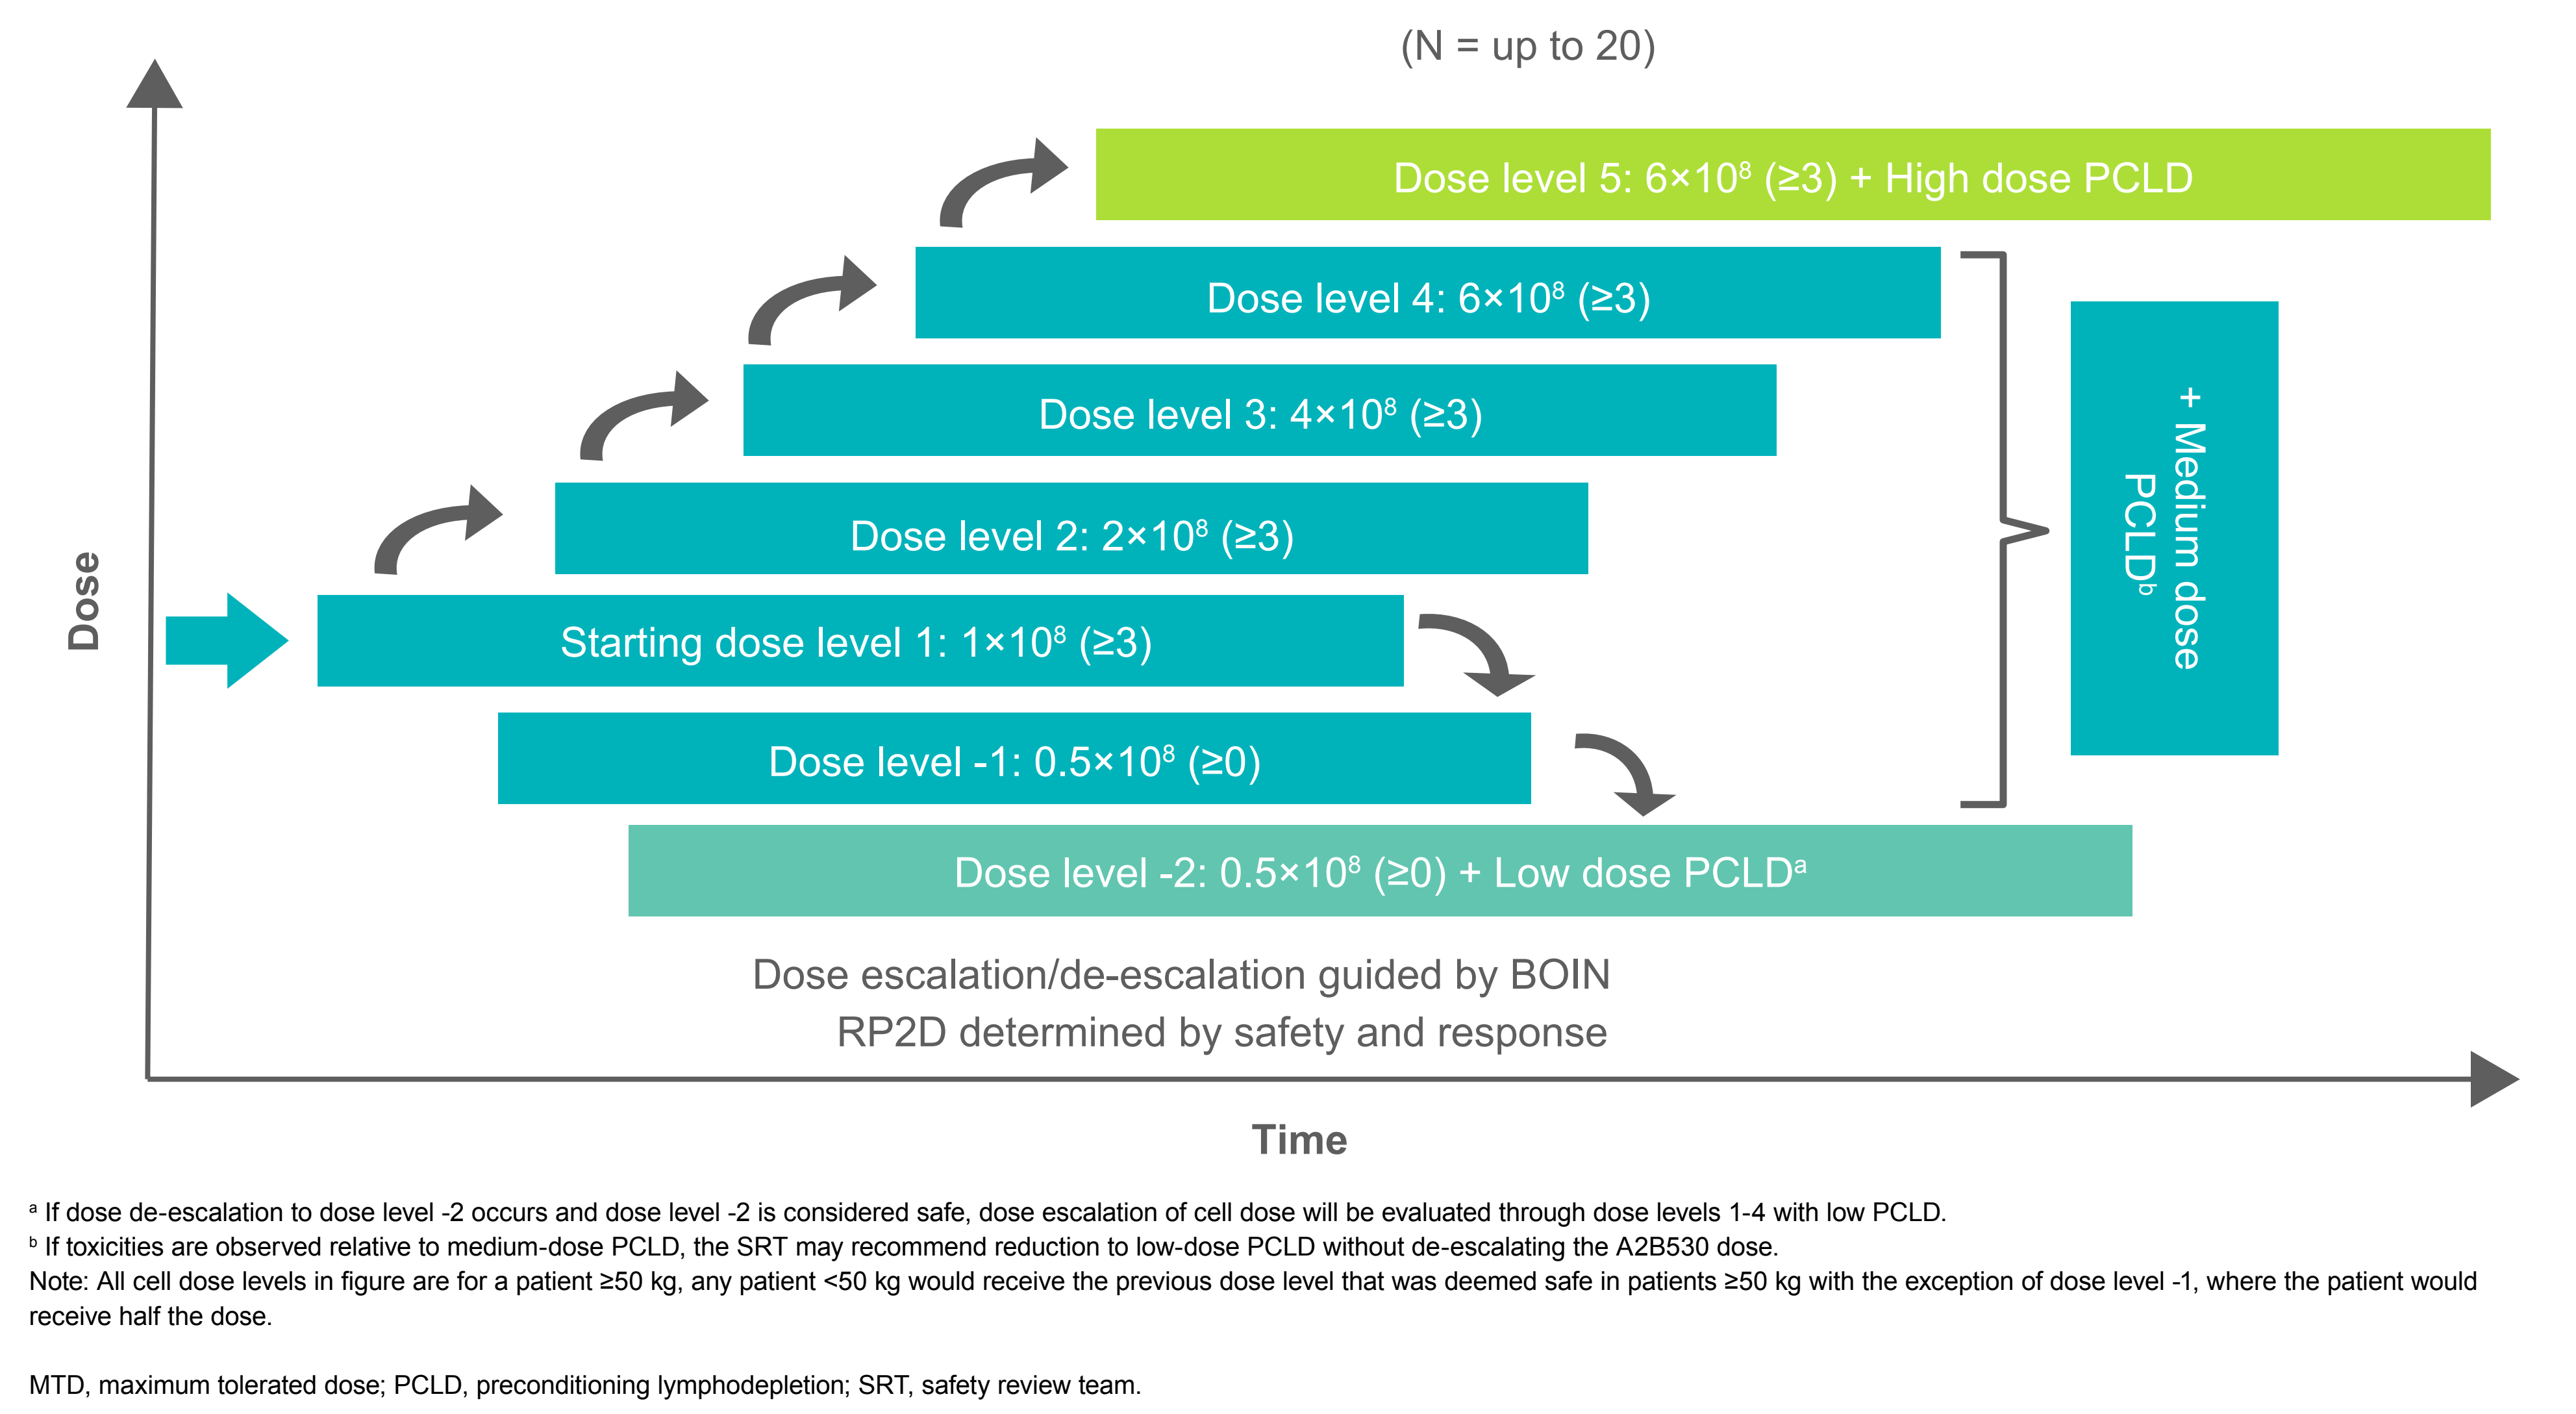 (N = up to 20)
Dose level 5: 6×10⁸ (≥3) + High dose PCLD
Dose level 4: 6×10⁸ (≥3)
Dose level 3: 4×10⁸ (≥3)
Dose level 2: 2×10⁸ (≥3)
Starting dose level 1: 1×10⁸ (≥3)
Dose level -1: 0.5×10⁸ (≥0)
Dose level -2: 0.5×10⁸ (≥0) + Low dose PCLDᵃ
+ Medium dose
PCLDᵇ
Dose
Dose escalation/de-escalation guided by BOIN
RP2D determined by safety and response
Time
ᵃ If dose de-escalation to dose level -2 occurs and dose level -2 is considered safe, dose escalation of cell dose will be evaluated through dose levels 1-4 with low PCLD.
ᵇ If toxicities are observed relative to medium-dose PCLD, the SRT may recommend reduction to low-dose PCLD without de-escalating the A2B530 dose.
Note: All cell dose levels in figure are for a patient ≥50 kg, any patient <50 kg would receive the previous dose level that was deemed safe in patients ≥50 kg with the exception of dose level -1, where the patient would
receive half the dose.
MTD, maximum tolerated dose; PCLD, preconditioning lymphodepletion; SRT, safety review team.